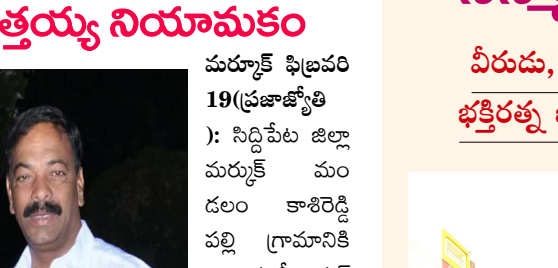 త్తయ్య నియామకం
మర్కూక్ ఫిబ్రవరి
19(ప్రజాజ్యోతి
): సిద్దిపేట జిల్లా
మర్కుక్ మం
డలం కాశిరెడ్డి
పల్లి గ్రామానికి
వీరుడు,
భక్తిరత్న